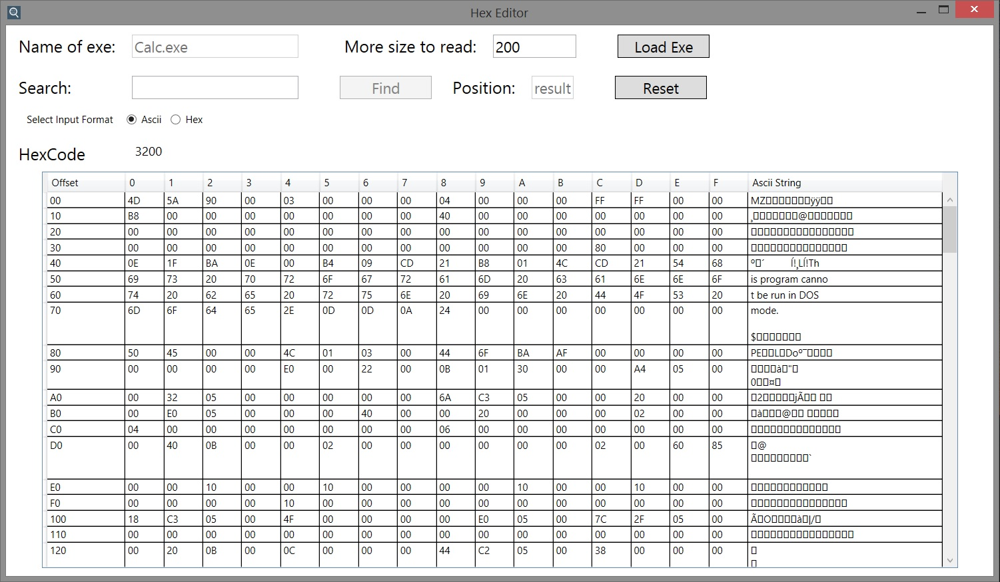 Hex Editor
Name of exe: Calc.exe More size to read: 200 Load Exe
Search: Find Position: result Reset
Select Input Format Ascii Hex
HexCode 3200
Offset 0 1 2 3 4 5 6 7 8 9 A B C D E F Ascii String
00 4D 5A 90 00 03 00 00 00 04 00 00 00 FF FF 00 00 MZ▯▯▯▯▯▯▯ÿÿ▯▯
10 B8 00 00 00 00 00 00 00 40 00 00 00 00 00 00 00 ¸▯▯▯▯▯▯▯@▯▯▯▯▯▯▯
20 00 00 00 00 00 00 00 00 00 00 00 00 00 00 00 00 ▯▯▯▯▯▯▯▯▯▯▯▯▯▯▯▯
30 00 00 00 00 00 00 00 00 00 00 00 00 80 00 00 00 ▯▯▯▯▯▯▯▯▯▯▯▯▯▯▯
40 0E 1F BA 0E 00 B4 09 CD 21 B8 01 4C CD 21 54 68 º▯´ Í!¸LÍ!Th
50 69 73 20 70 72 6F 67 72 61 6D 20 63 61 6E 6E 6F is program canno
60 74 20 62 65 20 72 75 6E 20 69 6E 20 44 4F 53 20 t be run in DOS
70 6D 6F 64 65 2E 0D 0D 0A 24 00 00 00 00 00 00 00 mode.
$▯▯▯▯▯▯▯
80 50 45 00 00 4C 01 03 00 44 6F BA AF 00 00 00 00 PE▯▯L▯Doº¯▯▯▯▯
90 00 00 00 00 E0 00 22 00 0B 01 30 00 00 A4 05 00 ▯▯▯▯à▯"▯
0▯▯¤▯
A0 00 32 05 00 00 00 00 00 6A C3 05 00 00 20 00 00 ▯2▯▯▯▯▯jÃ▯▯ ▯▯
B0 00 E0 05 00 00 00 40 00 00 20 00 00 00 02 00 00 ▯à▯▯▯@▯▯ ▯▯▯▯▯
C0 04 00 00 00 00 00 00 00 06 00 00 00 00 00 00 00 ▯▯▯▯▯▯▯▯▯▯▯▯▯▯
D0 00 40 0B 00 00 02 00 00 00 00 00 00 02 00 60 85 ▯@
▯▯▯▯▯▯▯▯▯`
E0 00 00 10 00 00 10 00 00 00 00 10 00 00 10 00 00 ▯▯▯▯▯▯▯▯▯▯▯▯
F0 00 00 00 00 10 00 00 00 00 00 00 00 00 00 00 00 ▯▯▯▯▯▯▯▯▯▯▯▯▯▯▯
100 18 C3 05 00 4F 00 00 00 00 E0 05 00 7C 2F 05 00 Ã▯O▯▯▯▯à▯|/▯
110 00 00 00 00 00 00 00 00 00 00 00 00 00 00 00 00 ▯▯▯▯▯▯▯▯▯▯▯▯▯▯▯▯
120 00 20 0B 00 0C 00 00 00 44 C2 05 00 38 00 00 00 ▯
▯